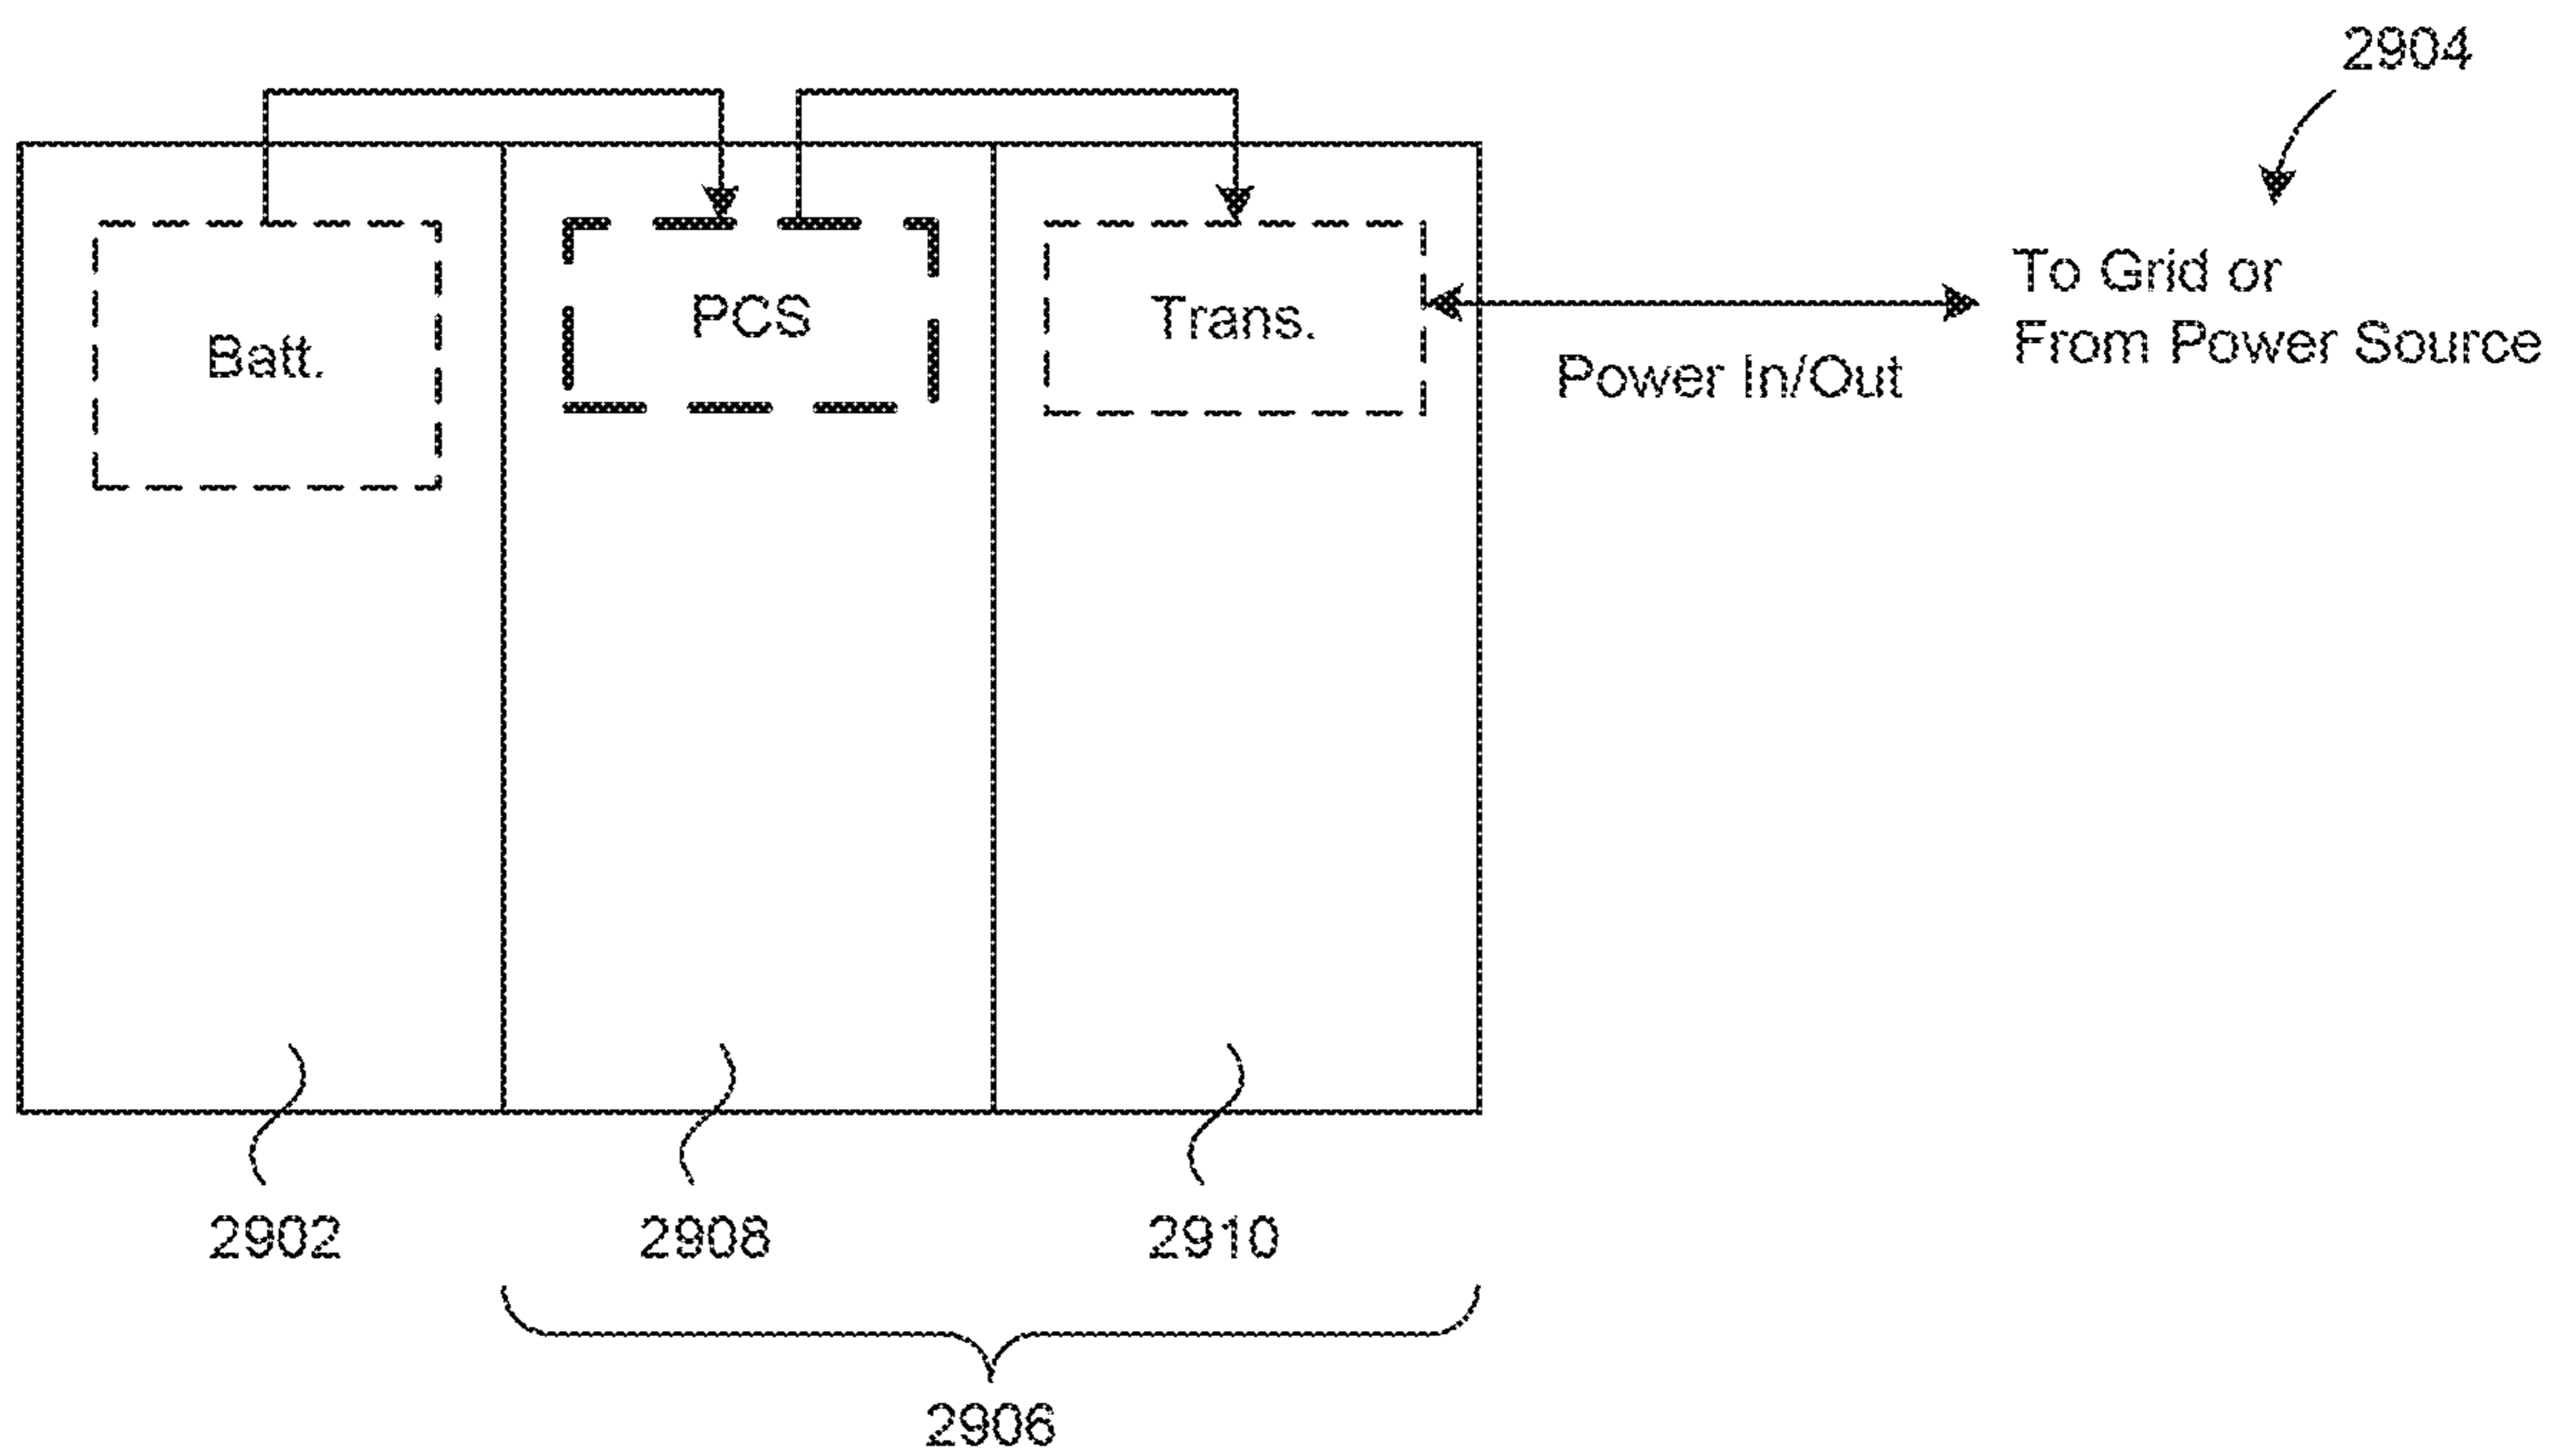 2904
To Grid or
From Power Source
Batt.
PCS
Trans.
Power In/Out
2902
2908
2910
2906